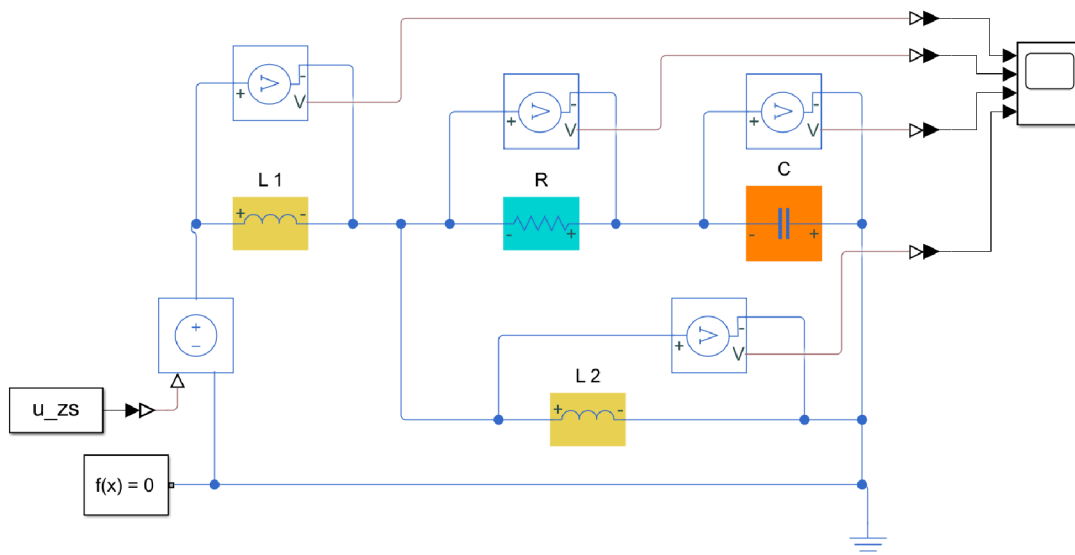 V
+
-
V
V
+
-
V
V
+
-
V
L 1
+
-
R
-
+
C
-
+
+
-
V
+
-
V
L 2
+
-
u_zs
f(x) = 0